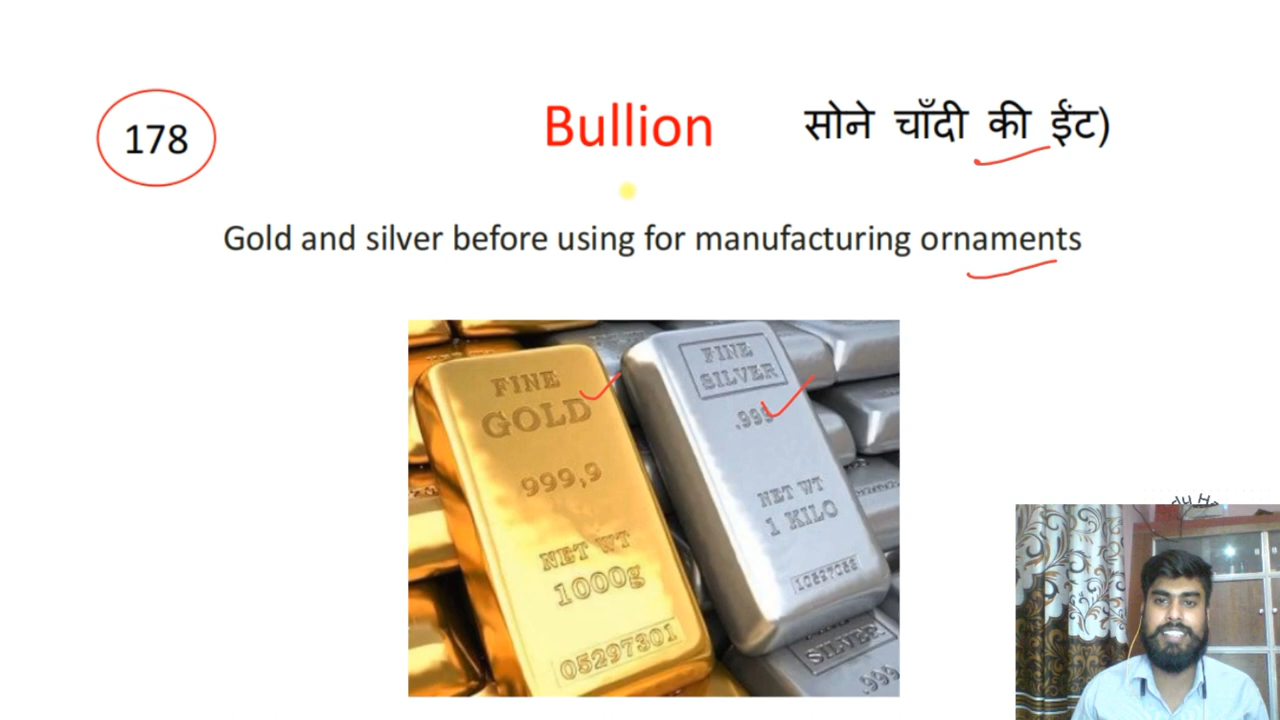 178
Bullion
सोने चाँदी की ईंट)
Gold and silver before using for manufacturing ornaments
FINE
GOLD
999,9
NET WT
1000g
05297301
FINE
SILVER
.999
NET WT
1 KILO
SILVER
.999